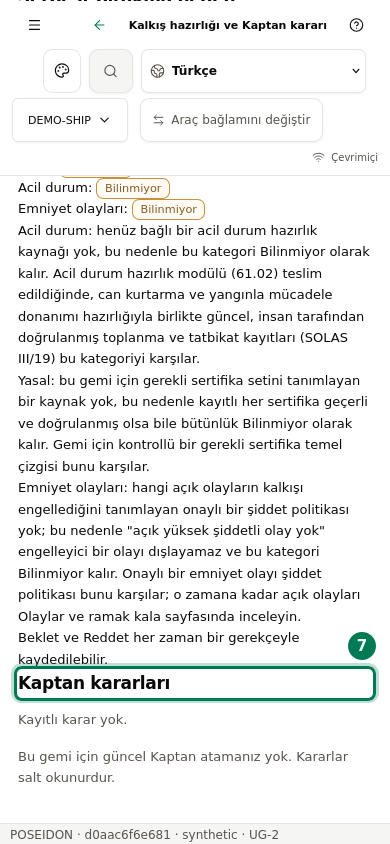 Kalkış hazırlığı ve Kaptan kararı
Türkçe
DEMO-SHIP
Araç bağlamını değiştir
Çevrimiçi
Acil durum: Bilinmiyor
Emniyet olayları: Bilinmiyor
Acil durum: henüz bağlı bir acil durum hazırlık
kaynağı yok, bu nedenle bu kategori Bilinmiyor olarak
kalır. Acil durum hazırlık modülü (61.02) teslim
edildiğinde, can kurtarma ve yangınla mücadele
donanımı hazırlığıyla birlikte güncel, insan tarafından
doğrulanmış toplanma ve tatbikat kayıtları (SOLAS
III/19) bu kategoriyi karşılar.
Yasal: bu gemi için gerekli sertifika setini tanımlayan
bir kaynak yok, bu nedenle kayıtlı her sertifika geçerli
ve doğrulanmış olsa bile bütünlük Bilinmiyor olarak
kalır. Gemi için kontrollü bir gerekli sertifika temel
çizgisi bunu karşılar.
Emniyet olayları: hangi açık olayların kalkışı
engellediğini tanımlayan onaylı bir şiddet politikası
yok; bu nedenle "açık yüksek şiddetli olay yok"
engelleyici bir olayı dışlayamaz ve bu kategori
Bilinmiyor kalır. Onaylı bir emniyet olayı şiddet
politikası bunu karşılar; o zamana kadar açık olayları
Olaylar ve ramak kala sayfasında inceleyin.
Beklet ve Reddet her zaman bir gerekçeyle
kaydedilebilir.
7
Kaptan kararları
Kayıtlı karar yok.
Bu gemi için güncel Kaptan atamanız yok. Kararlar
salt okunurdur.
POSEIDON · d0aac6f6e681 · synthetic · UG-2